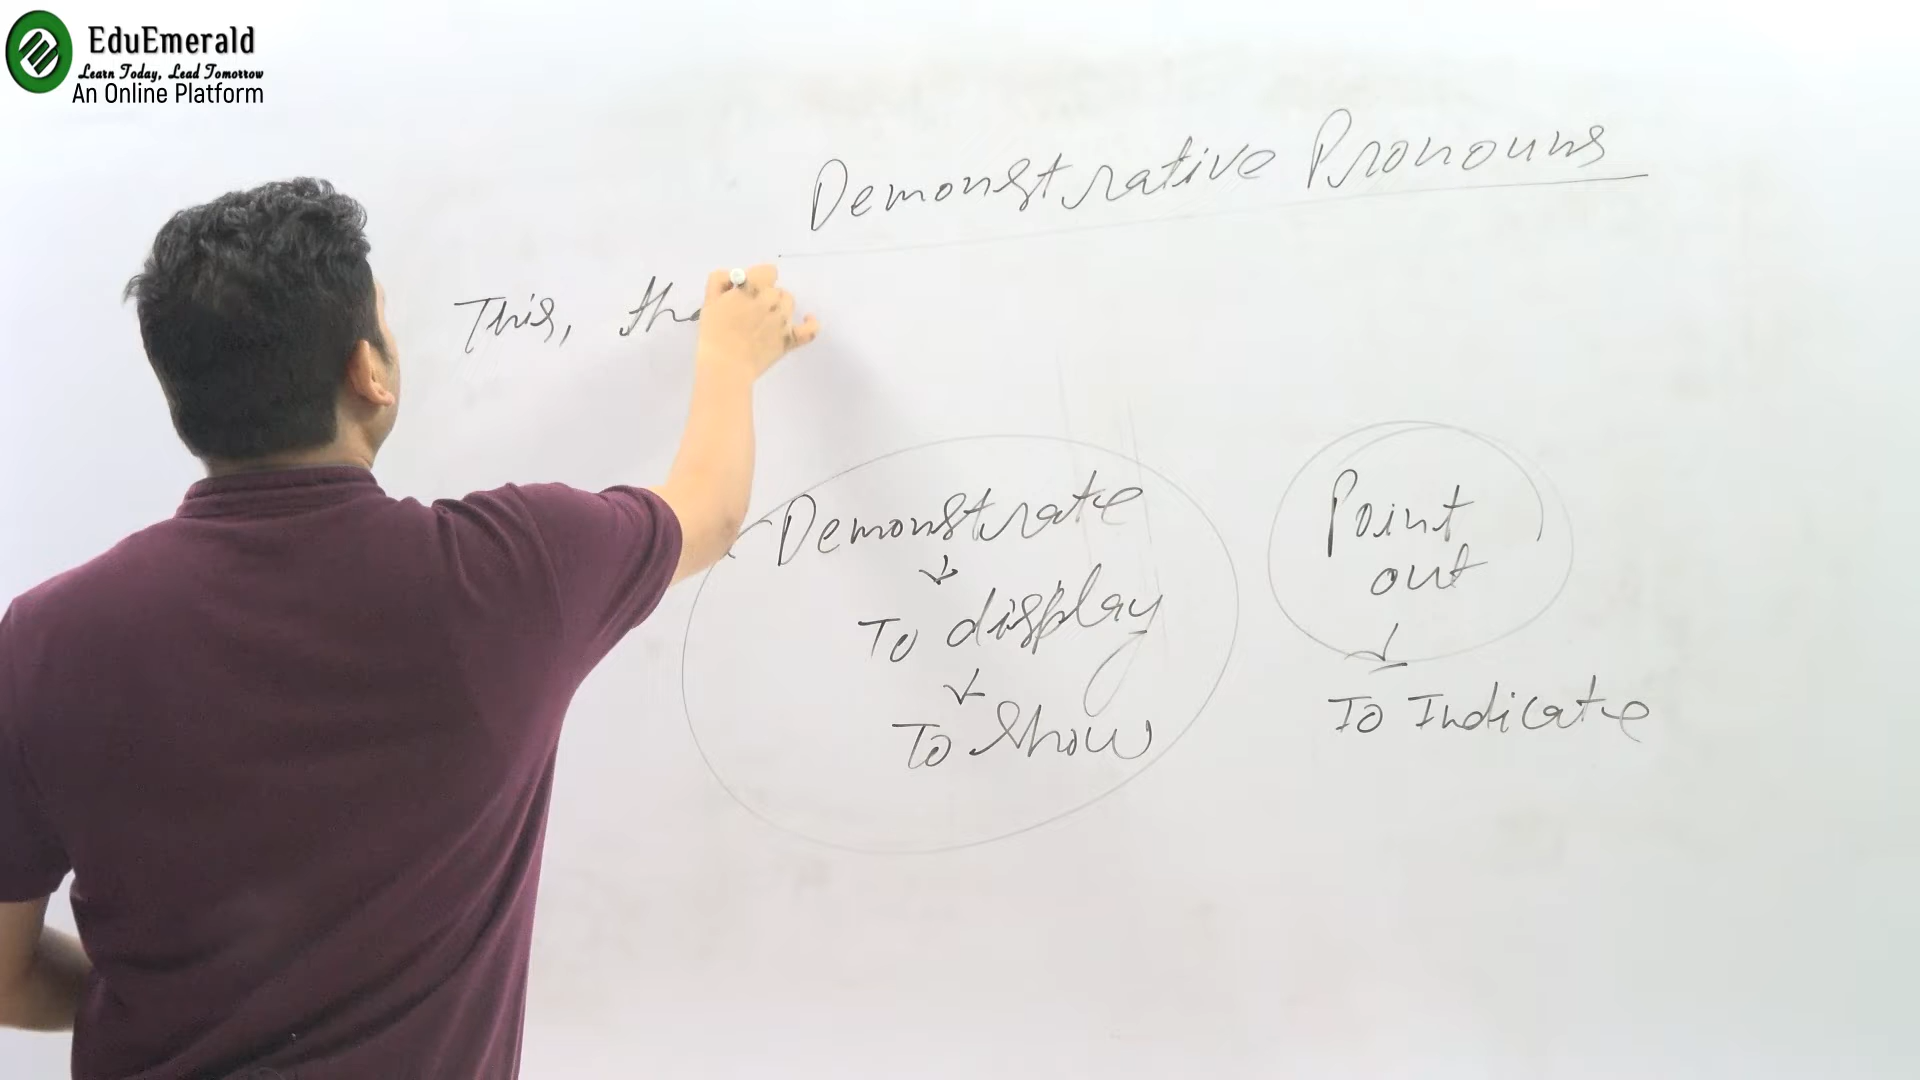 EduEmerald
Learn Today, Lead Tomorrow
An Online Platform
Demonstrative Pronouns
This,
Demonstrate
To display
To show
Point
out
To Indicate